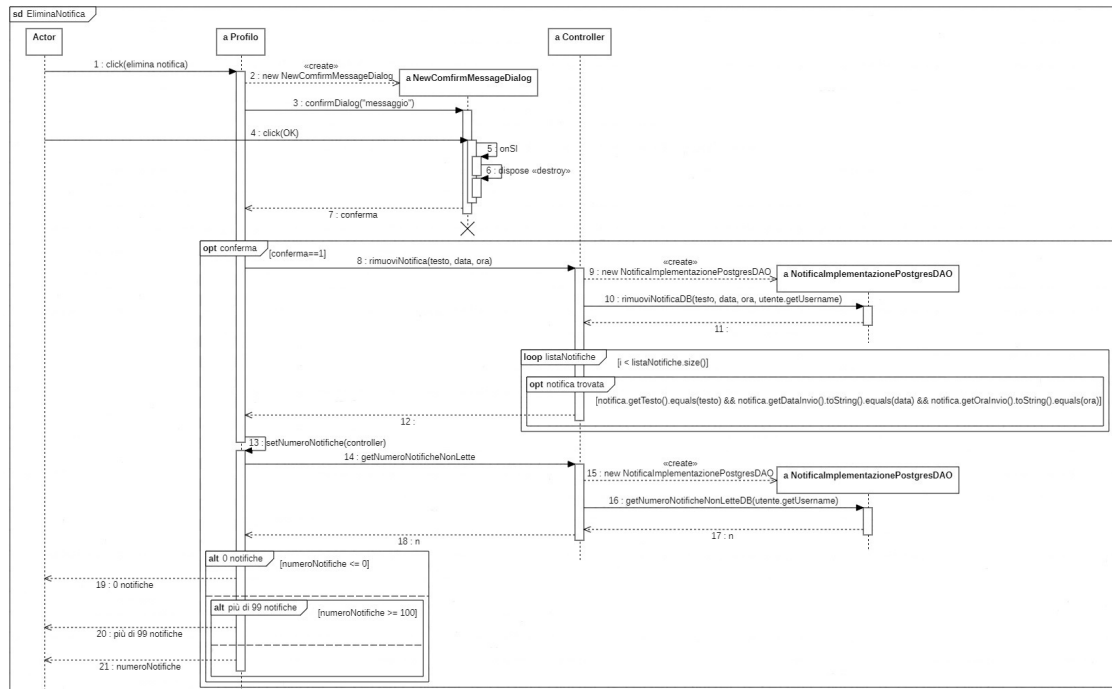 sd EliminaNotifica
Actor
a Profilo
a Controller
1 : click(elimina notifica)
«create»
2 : new NewComfirmMessageDialog
a NewComfirmMessageDialog
3 : confirmDialog("messaggio")
4 : click(OK)
5 : onSI
6 : dispose «destroy»
7 : conferma
opt conferma
[conferma==1]
8 : rimuoviNotifica(testo, data, ora)
«create»
9 : new NotificaImplementazionePostgresDAO
a NotificaImplementazionePostgresDAO
10 : rimuoviNotificaDB(testo, data, ora, utente.getUsername)
11 :
loop listaNotifiche
[i < listaNotifiche.size()]
opt notifica trovata
[notifica.getTesto().equals(testo) && notifica.getDataInvio().toString().equals(data) && notifica.getOraInvio().toString().equals(ora)]
12 :
13 : setNumeroNotifiche(controller)
14 : getNumeroNotificheNonLette
«create»
15 : new NotificaImplementazionePostgresDAO
a NotificaImplementazionePostgresDAO
16 : getNumeroNotificheNonLetteDB(utente.getUsername)
17 : n
18 : n
alt 0 notifiche
[numeroNotifiche <= 0]
19 : 0 notifiche
alt più di 99 notifiche
[numeroNotifiche >= 100]
20 : più di 99 notifiche
21 : numeroNotifiche